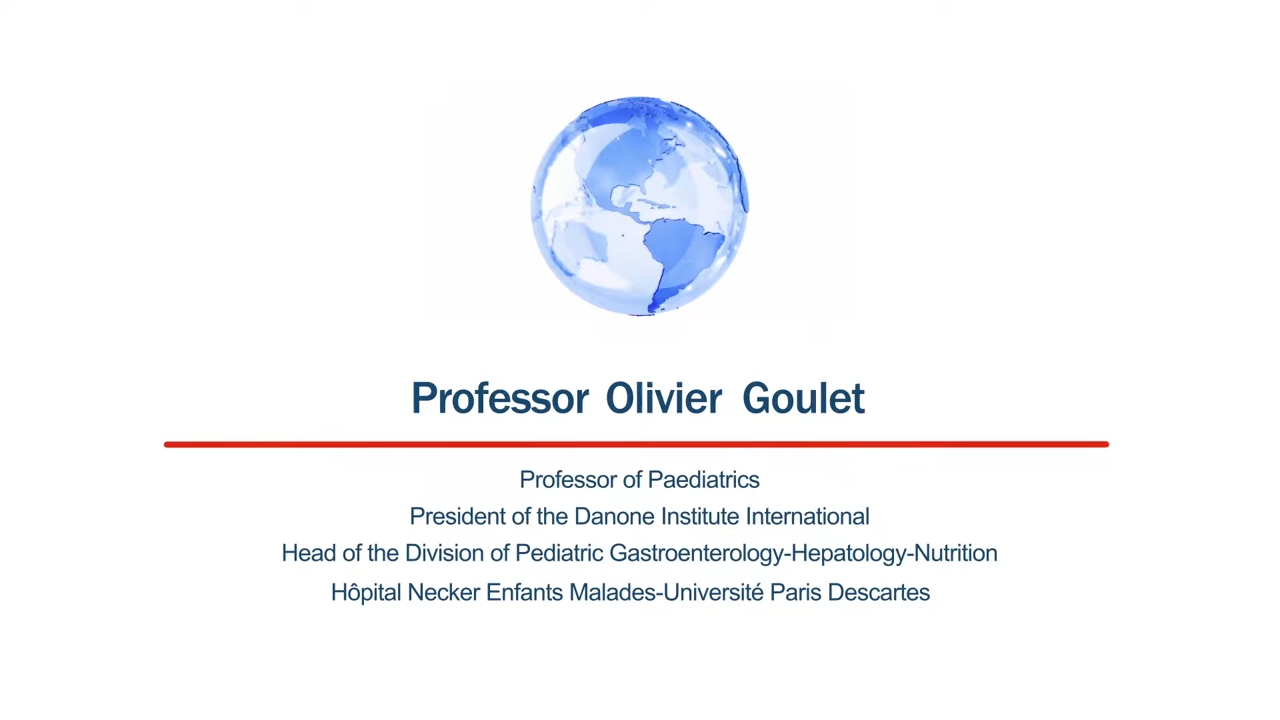 Professor Olivier Goulet
Professor of Paediatrics
President of the Danone Institute International
Head of the Division of Pediatric Gastroenterology-Hepatology-Nutrition
Hôpital Necker Enfants Malades-Université Paris Descartes